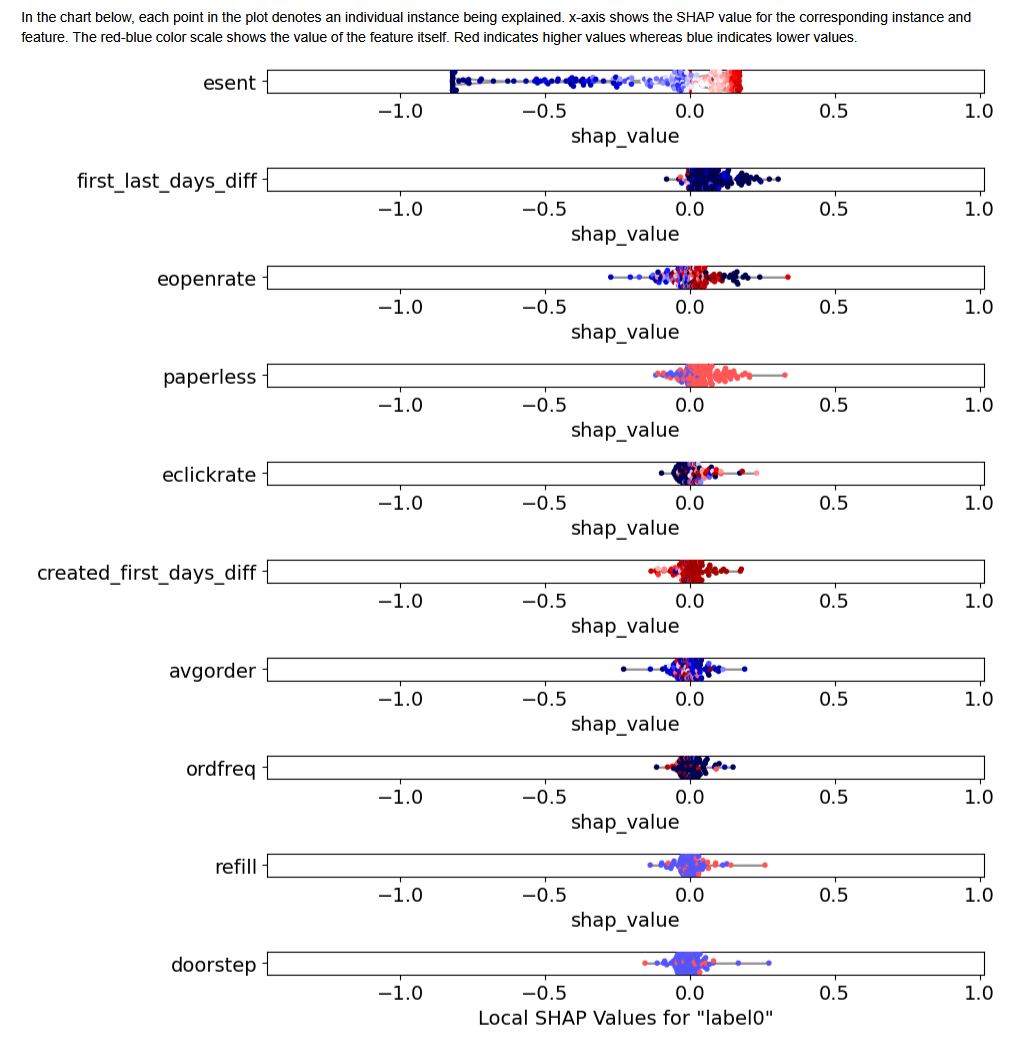 In the chart below, each point in the plot denotes an individual instance being explained. x-axis shows the SHAP value for the corresponding instance and
feature. The red-blue color scale shows the value of the feature itself. Red indicates higher values whereas blue indicates lower values.
esent
−1.0 −0.5 0.0 0.5 1.0
shap_value
first_last_days_diff
−1.0 −0.5 0.0 0.5 1.0
shap_value
eopenrate
−1.0 −0.5 0.0 0.5 1.0
shap_value
paperless
−1.0 −0.5 0.0 0.5 1.0
shap_value
eclickrate
−1.0 −0.5 0.0 0.5 1.0
shap_value
created_first_days_diff
−1.0 −0.5 0.0 0.5 1.0
shap_value
avgorder
−1.0 −0.5 0.0 0.5 1.0
shap_value
ordfreq
−1.0 −0.5 0.0 0.5 1.0
shap_value
refill
−1.0 −0.5 0.0 0.5 1.0
shap_value
doorstep
−1.0 −0.5 0.0 0.5 1.0
Local SHAP Values for "label0"